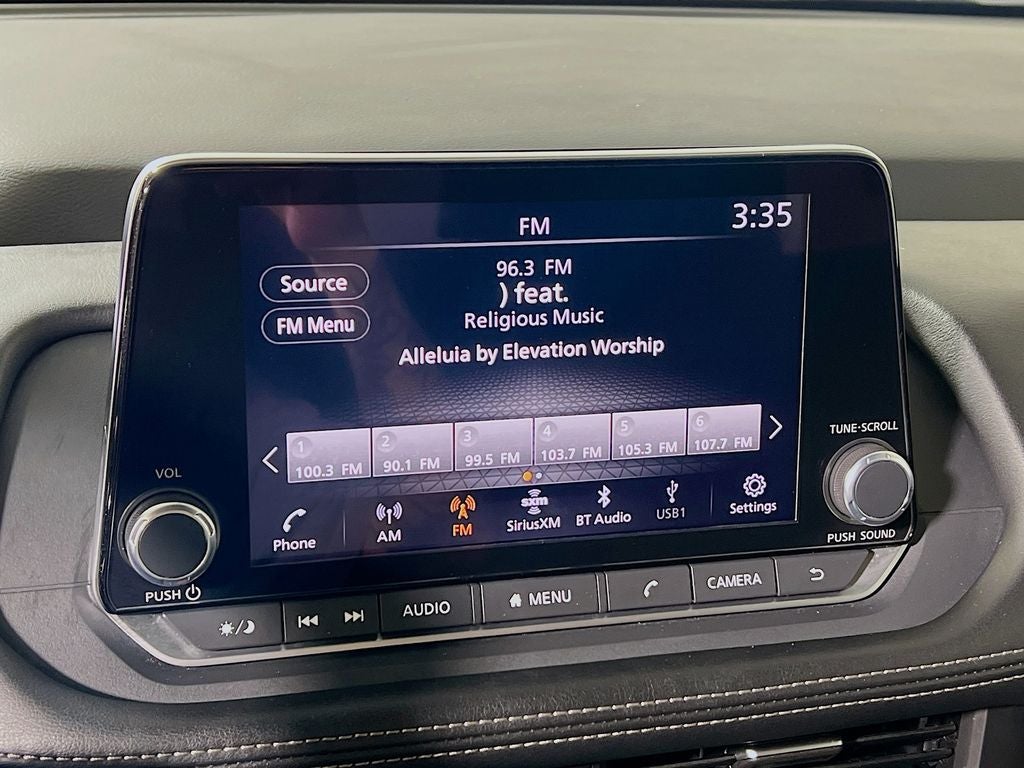 FM
3:35
Source
FM Menu
96.3 FM
) feat.
Religious Music
Alleluia by Elevation Worship
1 2 3 4 5 6
100.3 FM 90.1 FM 99.5 FM 103.7 FM 105.3 FM 107.7 FM
Phone AM FM sxm SiriusXM BT Audio USB1 Settings
VOL
PUSH
TUNE·SCROLL
PUSH SOUND
AUDIO MENU CAMERA